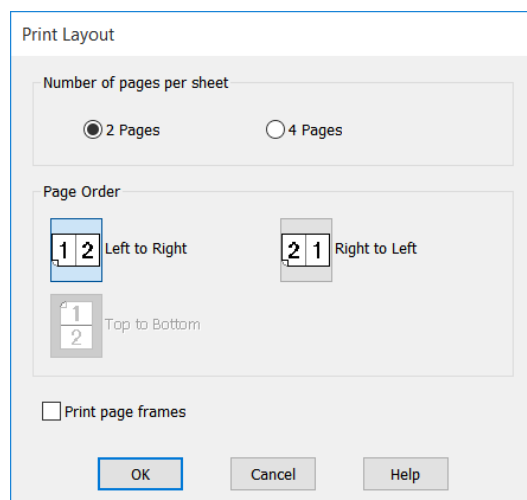 Print Layout
Number of pages per sheet
2 Pages 4 Pages
Page Order
1 2 Left to Right 2 1 Right to Left
1
2 Top to Bottom
Print page frames
OK Cancel Help